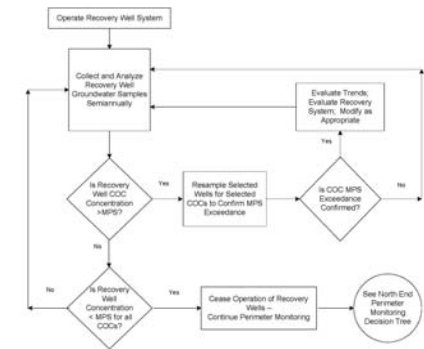 Operate Recovery Well System
Collect and Analyze
Recovery Well
Groundwater Samples
Semiannually
Evaluate Trends;
Evaluate Recovery
System; Modify as
Appropriate
Yes
Is Recovery
Well COC
Concentration
>MPS?
Yes
Resample Selected
Wells for Selected
COCs to Confirm MPS
Exceedance
Is COC MPS
Exceedance
Confirmed?
No
No
Is Recovery
Well
Concentration
< MPS for all
COCs?
No
Yes
Cease Operation of Recovery
Wells –
Continue Perimeter Monitoring
See North End
Perimeter
Monitoring
Decision Tree